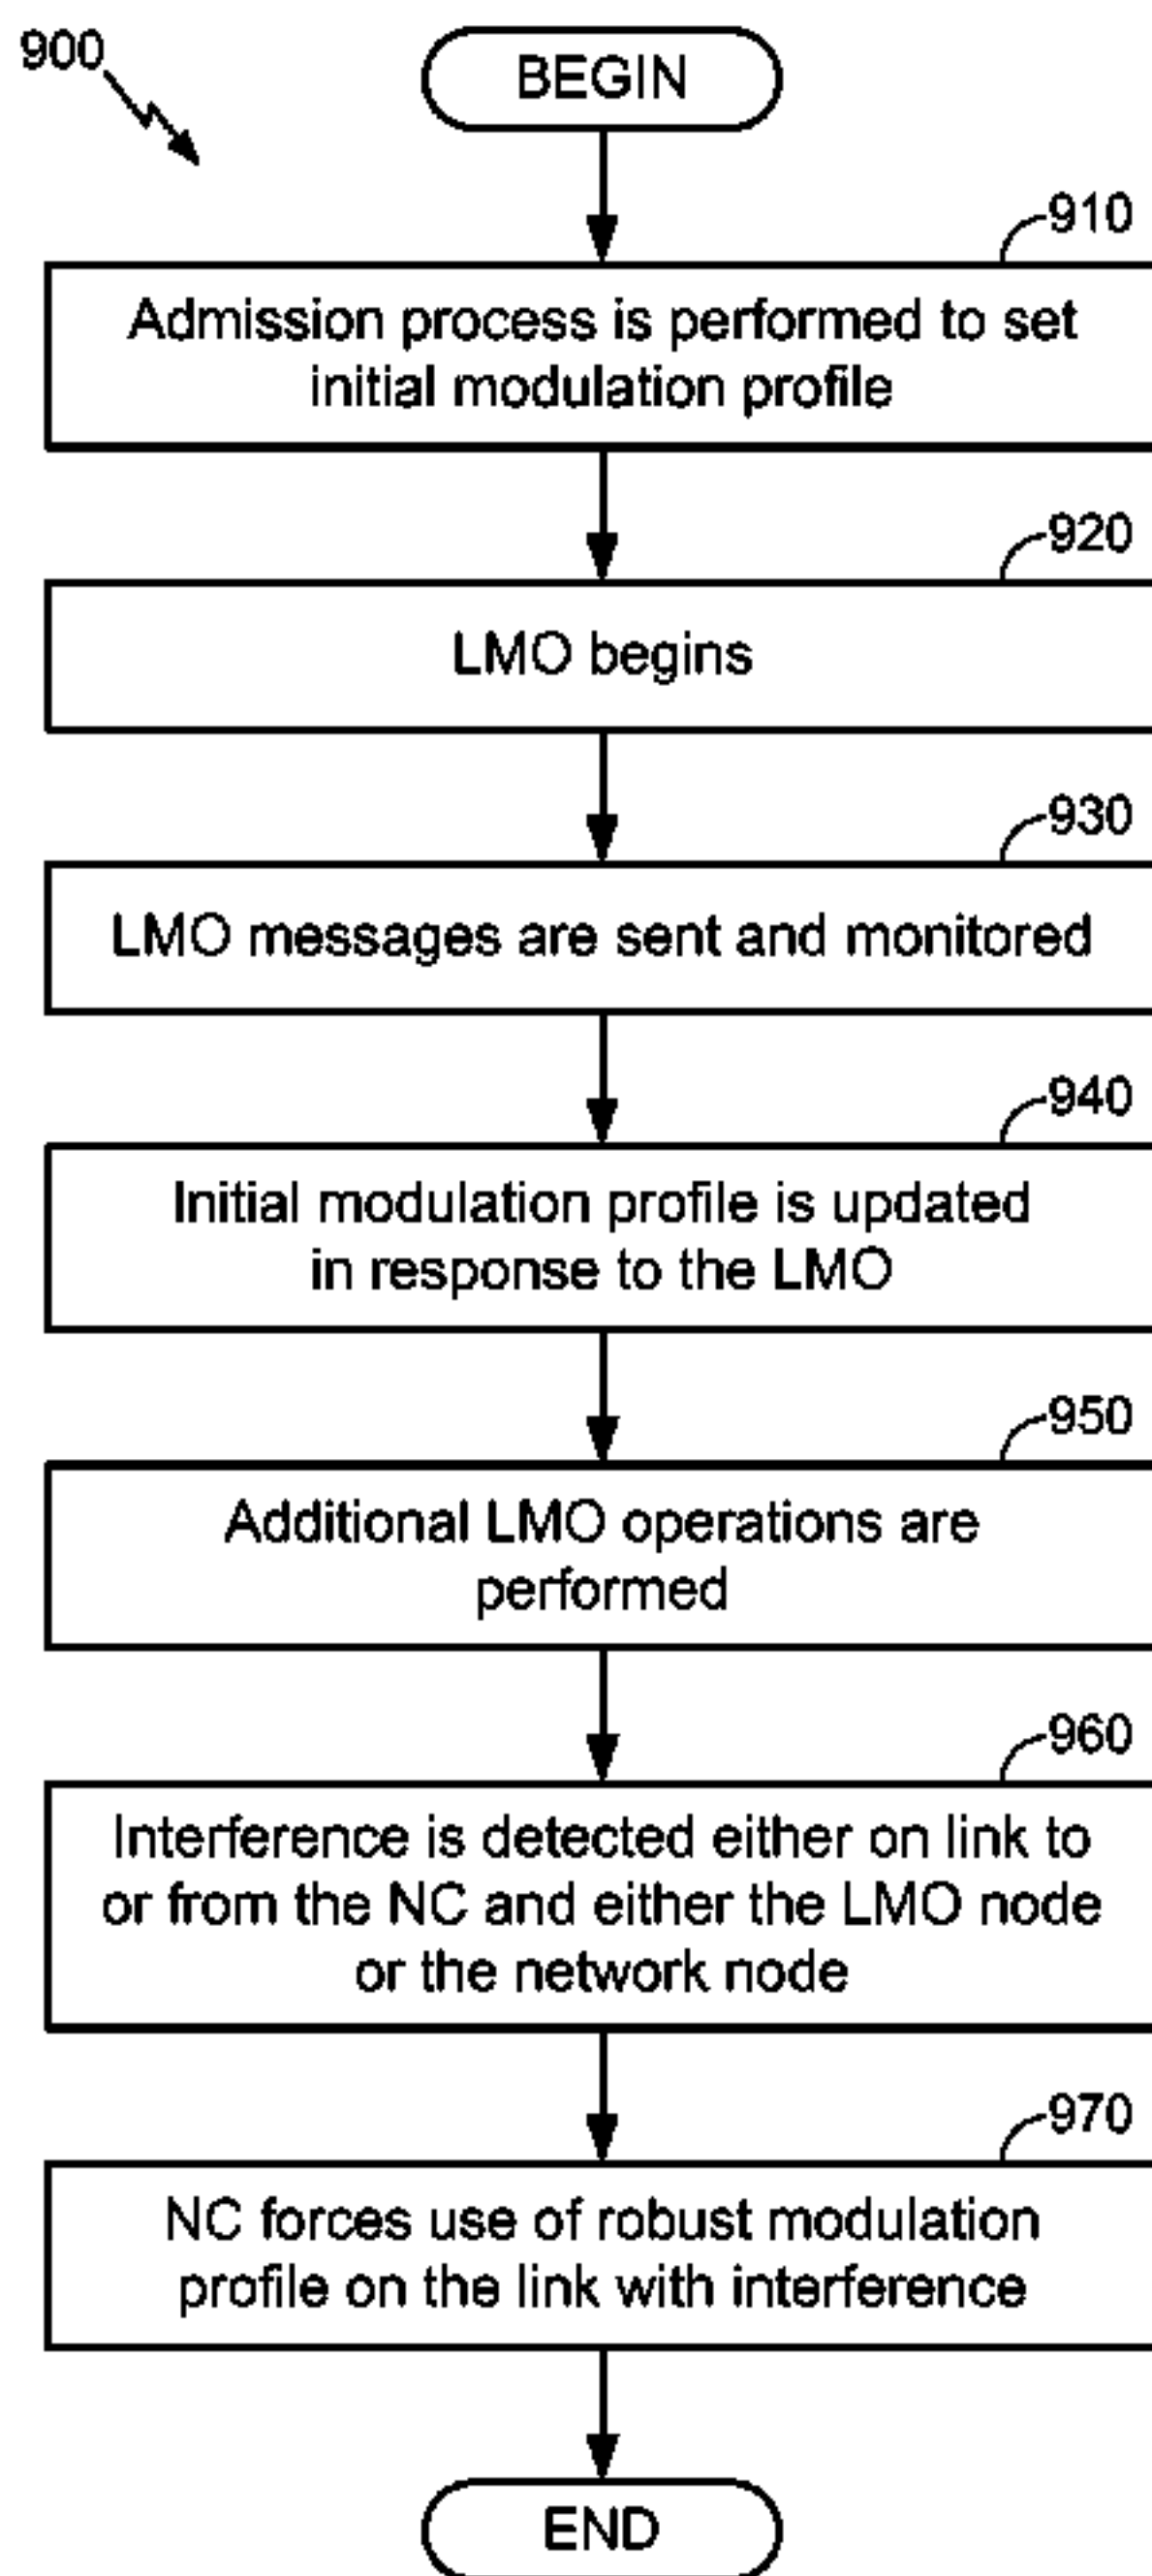 900
BEGIN
910
Admission process is performed to set
initial modulation profile
920
LMO begins
930
LMO messages are sent and monitored
940
Initial modulation profile is updated
in response to the LMO
950
Additional LMO operations are
performed
960
Interference is detected either on link to
or from the NC and either the LMO node
or the network node
970
NC forces use of robust modulation
profile on the link with interference
END